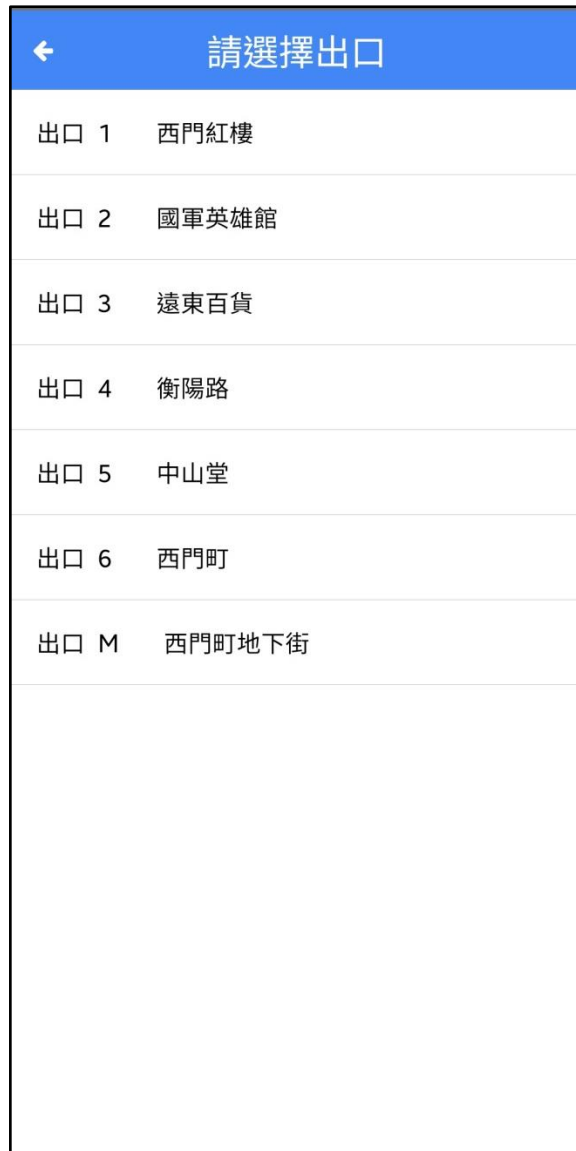 請選擇出口
出口 1 西門紅樓
出口 2 國軍英雄館
出口 3 遠東百貨
出口 4 衡陽路
出口 5 中山堂
出口 6 西門町
出口 M 西門町地下街